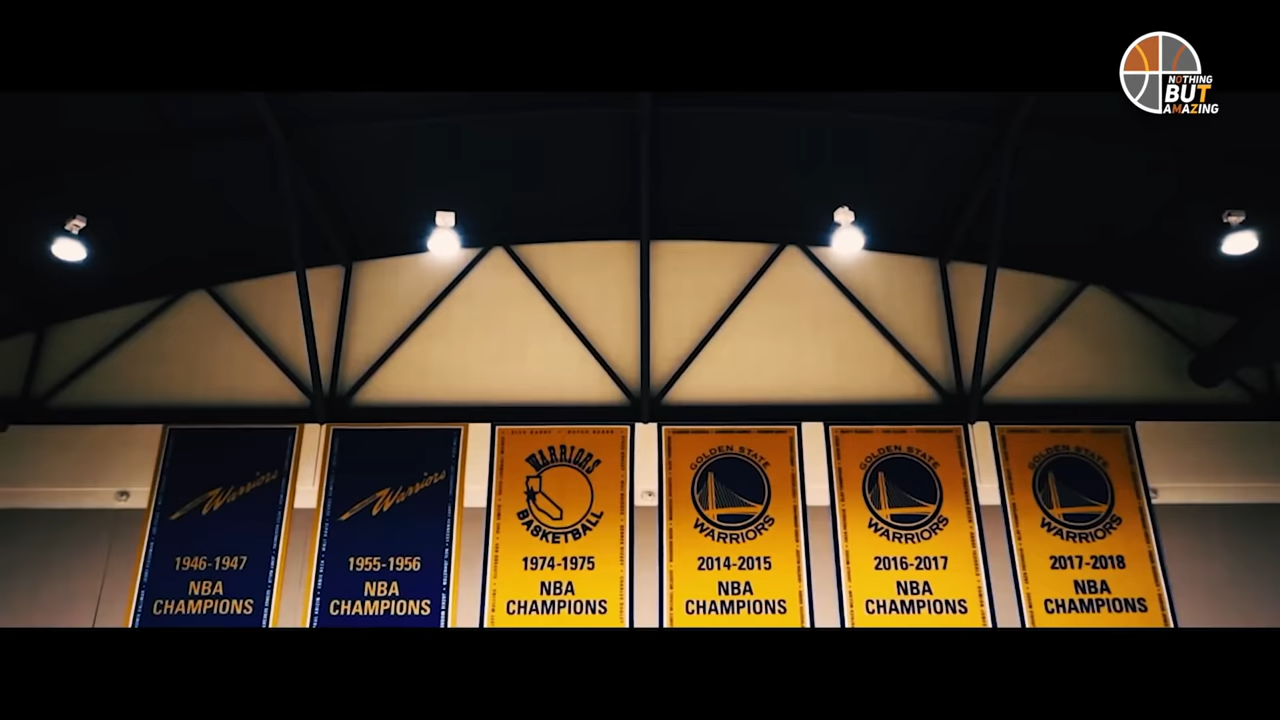 NOTHING
BUT
AMAZING
Warriors
1946-1947
NBA
CHAMPIONS
Warriors
1955-1956
NBA
CHAMPIONS
WARRIORS
BASKETBALL
1974-1975
NBA
CHAMPIONS
GOLDEN STATE
WARRIORS
2014-2015
NBA
CHAMPIONS
GOLDEN STATE
WARRIORS
2016-2017
NBA
CHAMPIONS
GOLDEN STATE
WARRIORS
2017-2018
NBA
CHAMPIONS